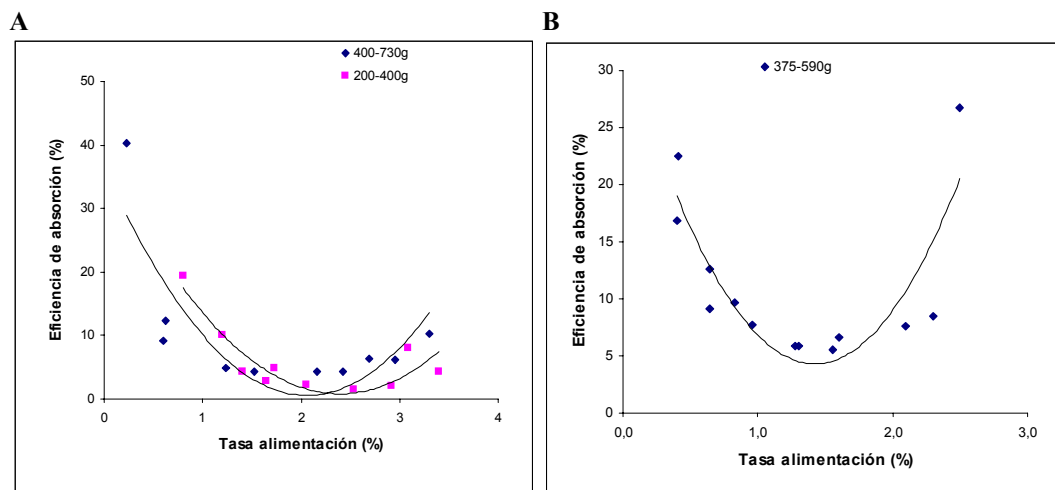 A
400-730g
200-400g
50
40
30
20
10
0
0 1 2 3 4
Eficiencia de absorción (%)
Tasa alimentación (%)
B
375-590g
30
25
20
15
10
5
0
0,0 1,0 2,0 3,0
Eficiencia de absorción (%)
Tasa alimentación (%)